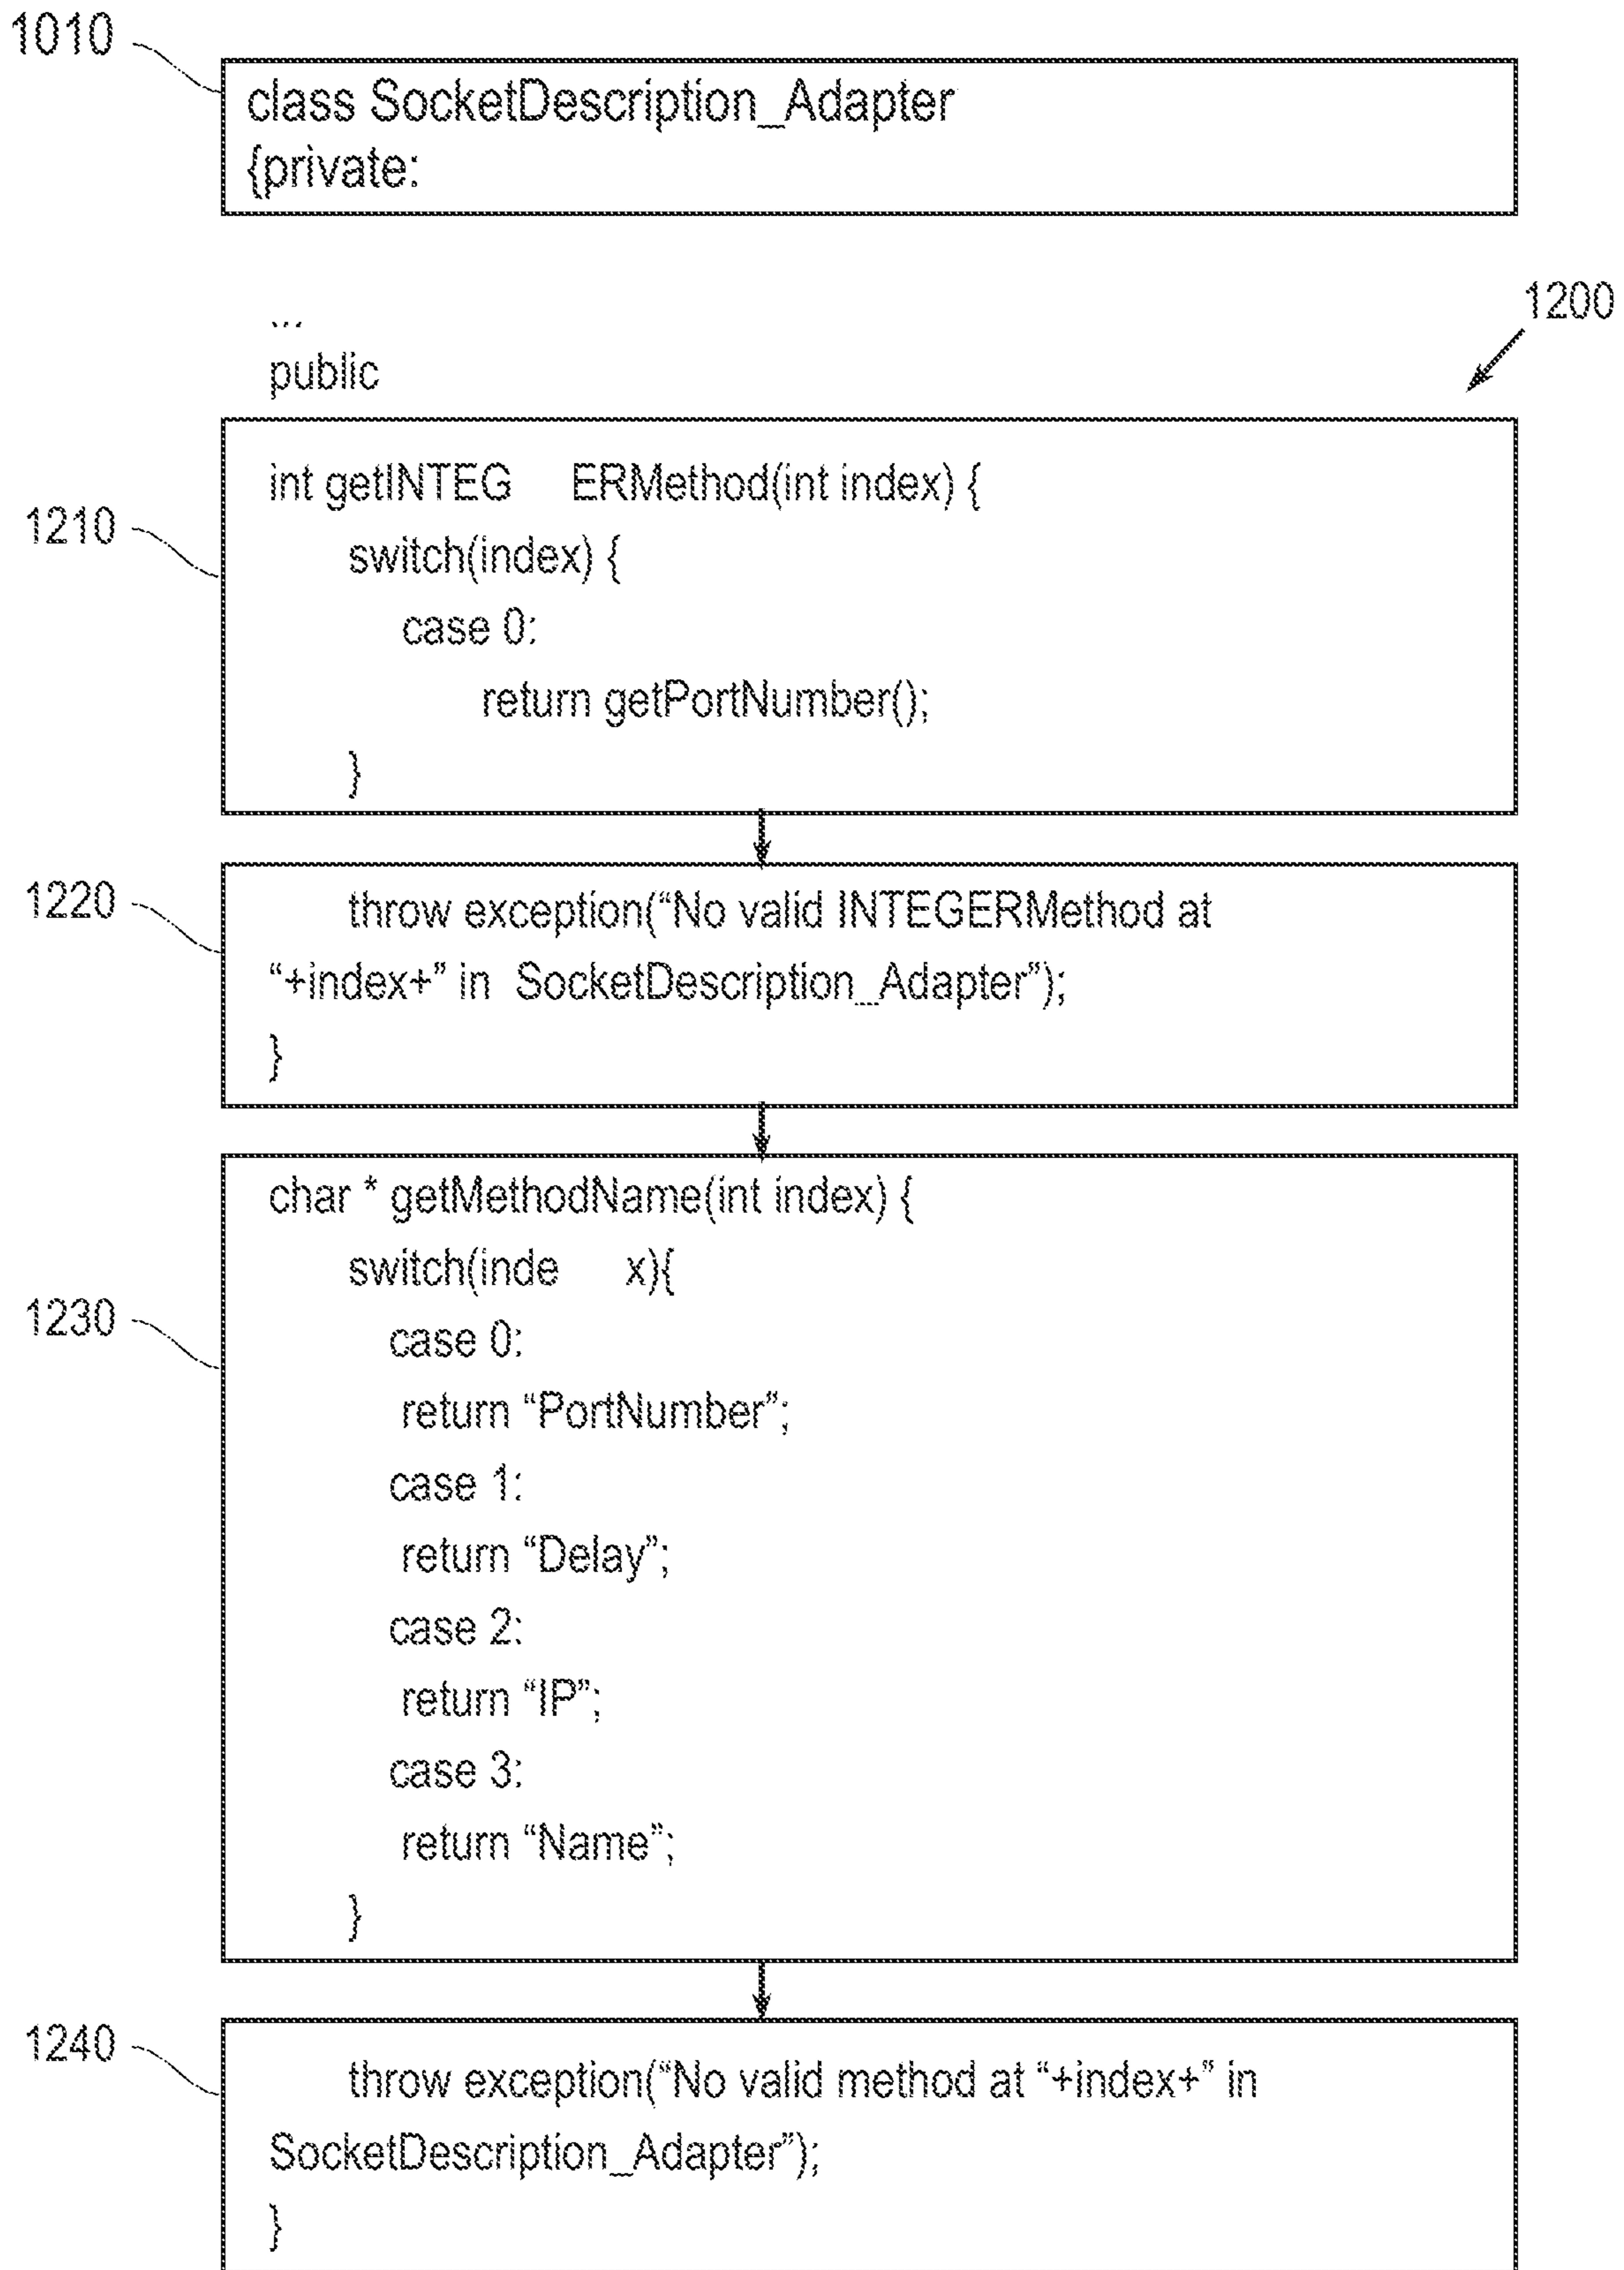 1010
class SocketDescription_Adapter
{private:
...
public
1200
int getINTEG ERMethod(int index) {
1210
switch(index) {
case 0:
return getPortNumber();
}
1220
throw exception(“No valid INTEGERMethod at
“+index+” in SocketDescription_Adapter”);
}
char * getMethodName(int index) {
switch(inde x){
1230
case 0:
return “PortNumber”;
case 1:
return “Delay”;
case 2:
return “IP”;
case 3:
return “Name”;
}
1240
throw exception(“No valid method at “+index+” in
SocketDescription_Adapter”);
}